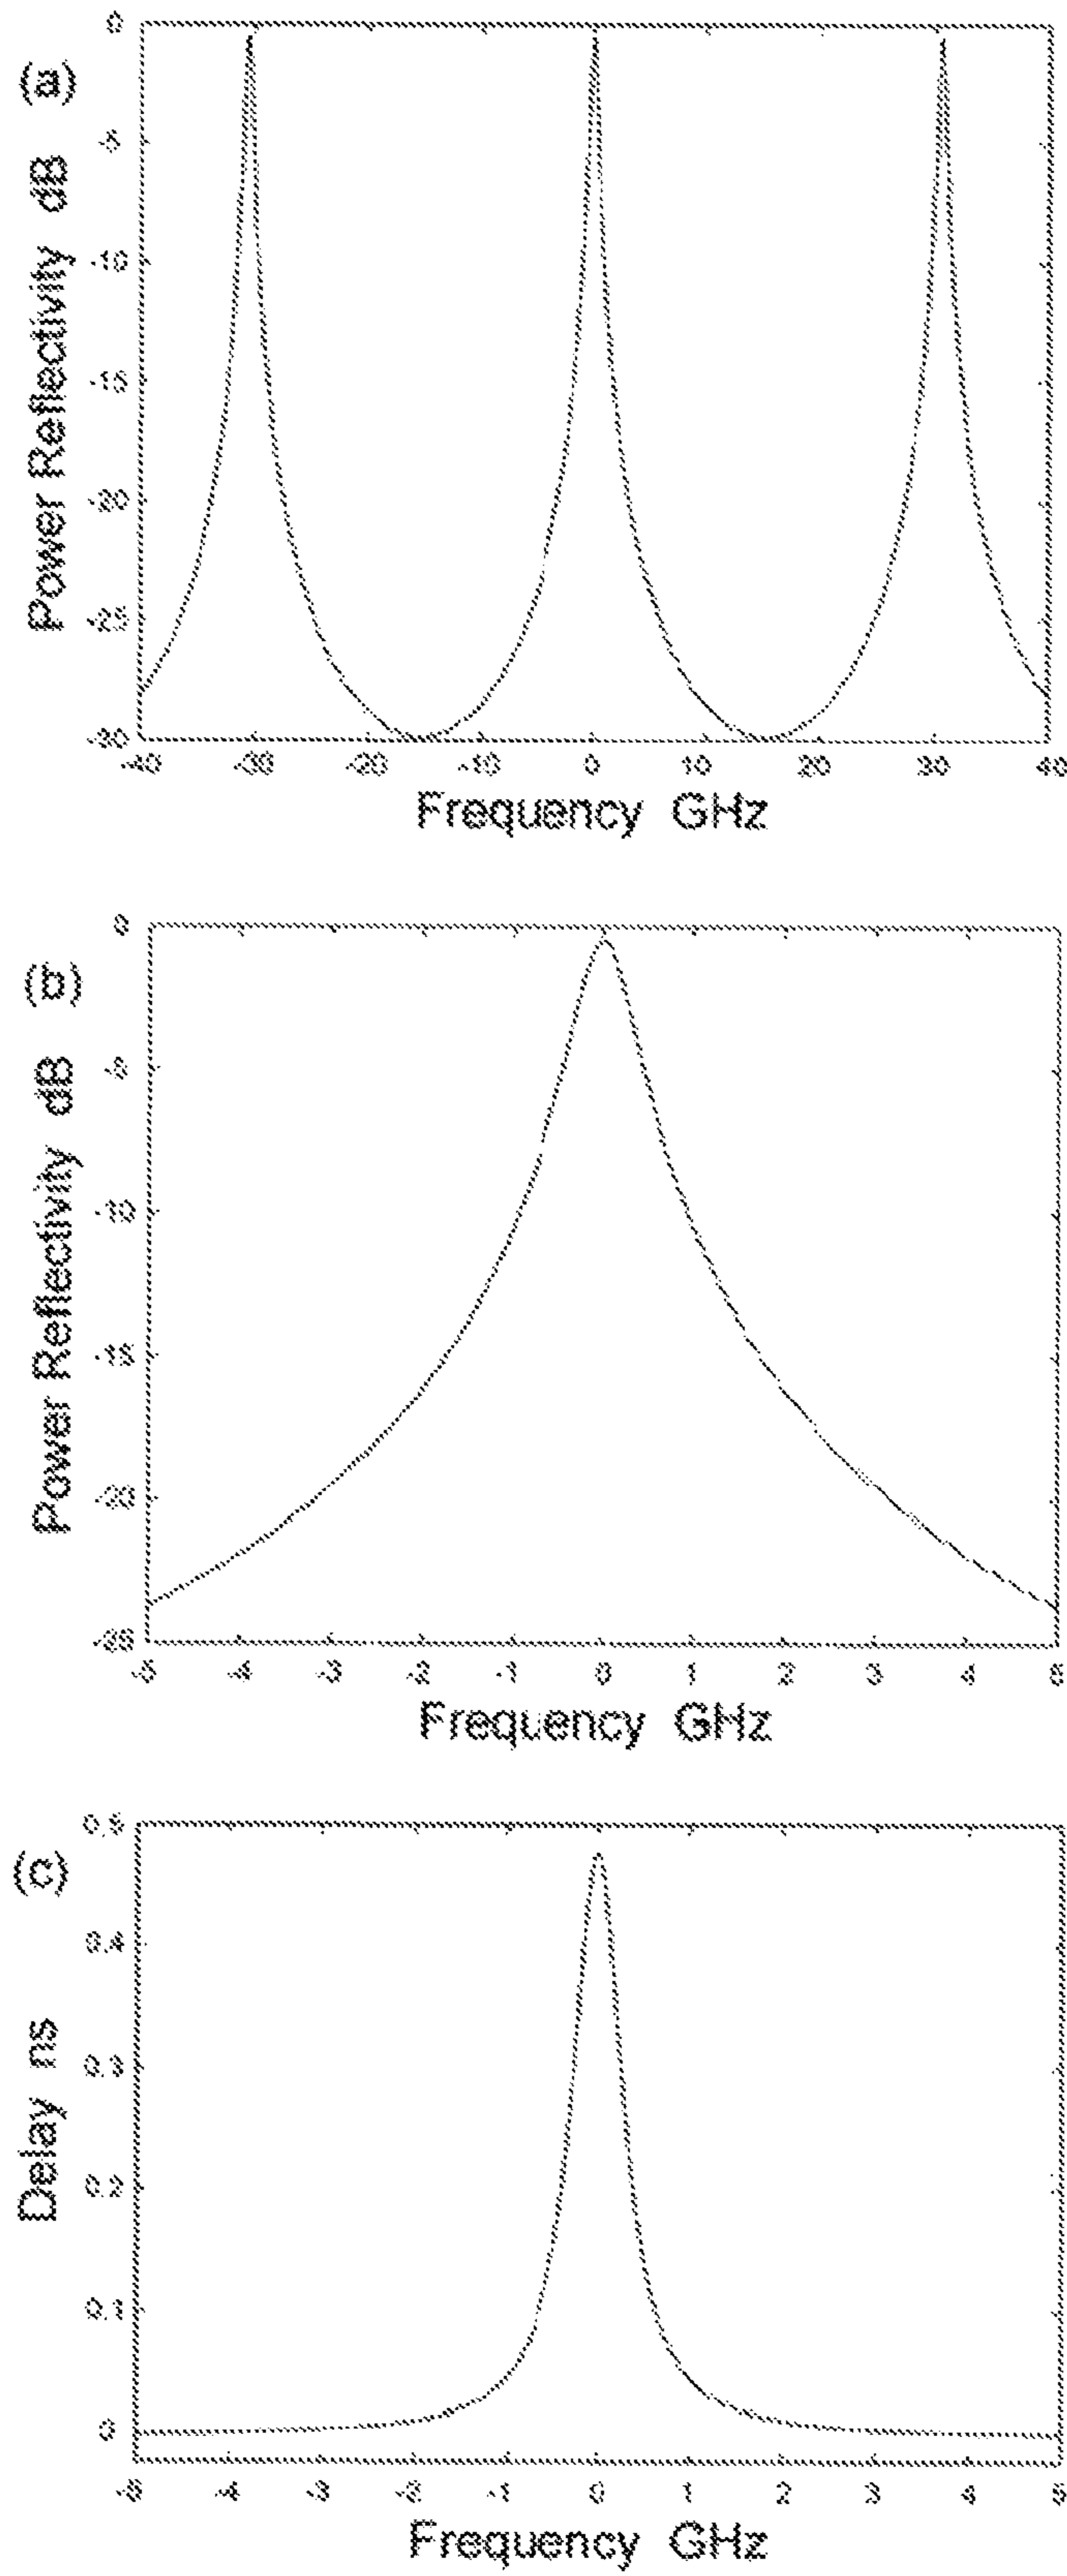 (a)
Power Reflectivity dB
0
-5
-10
-15
-20
-25
-30
-40 -30 -20 -10 0 10 20 30 40
Frequency GHz
(b)
Power Reflectivity dB
0
-5
-10
-15
-20
-25
-5 -4 -3 -2 -1 0 1 2 3 4 5
Frequency GHz
(c)
Delay ns
0.5
0.4
0.3
0.2
0.1
0
-5 -4 -3 -2 -1 0 1 2 3 4 5
Frequency GHz